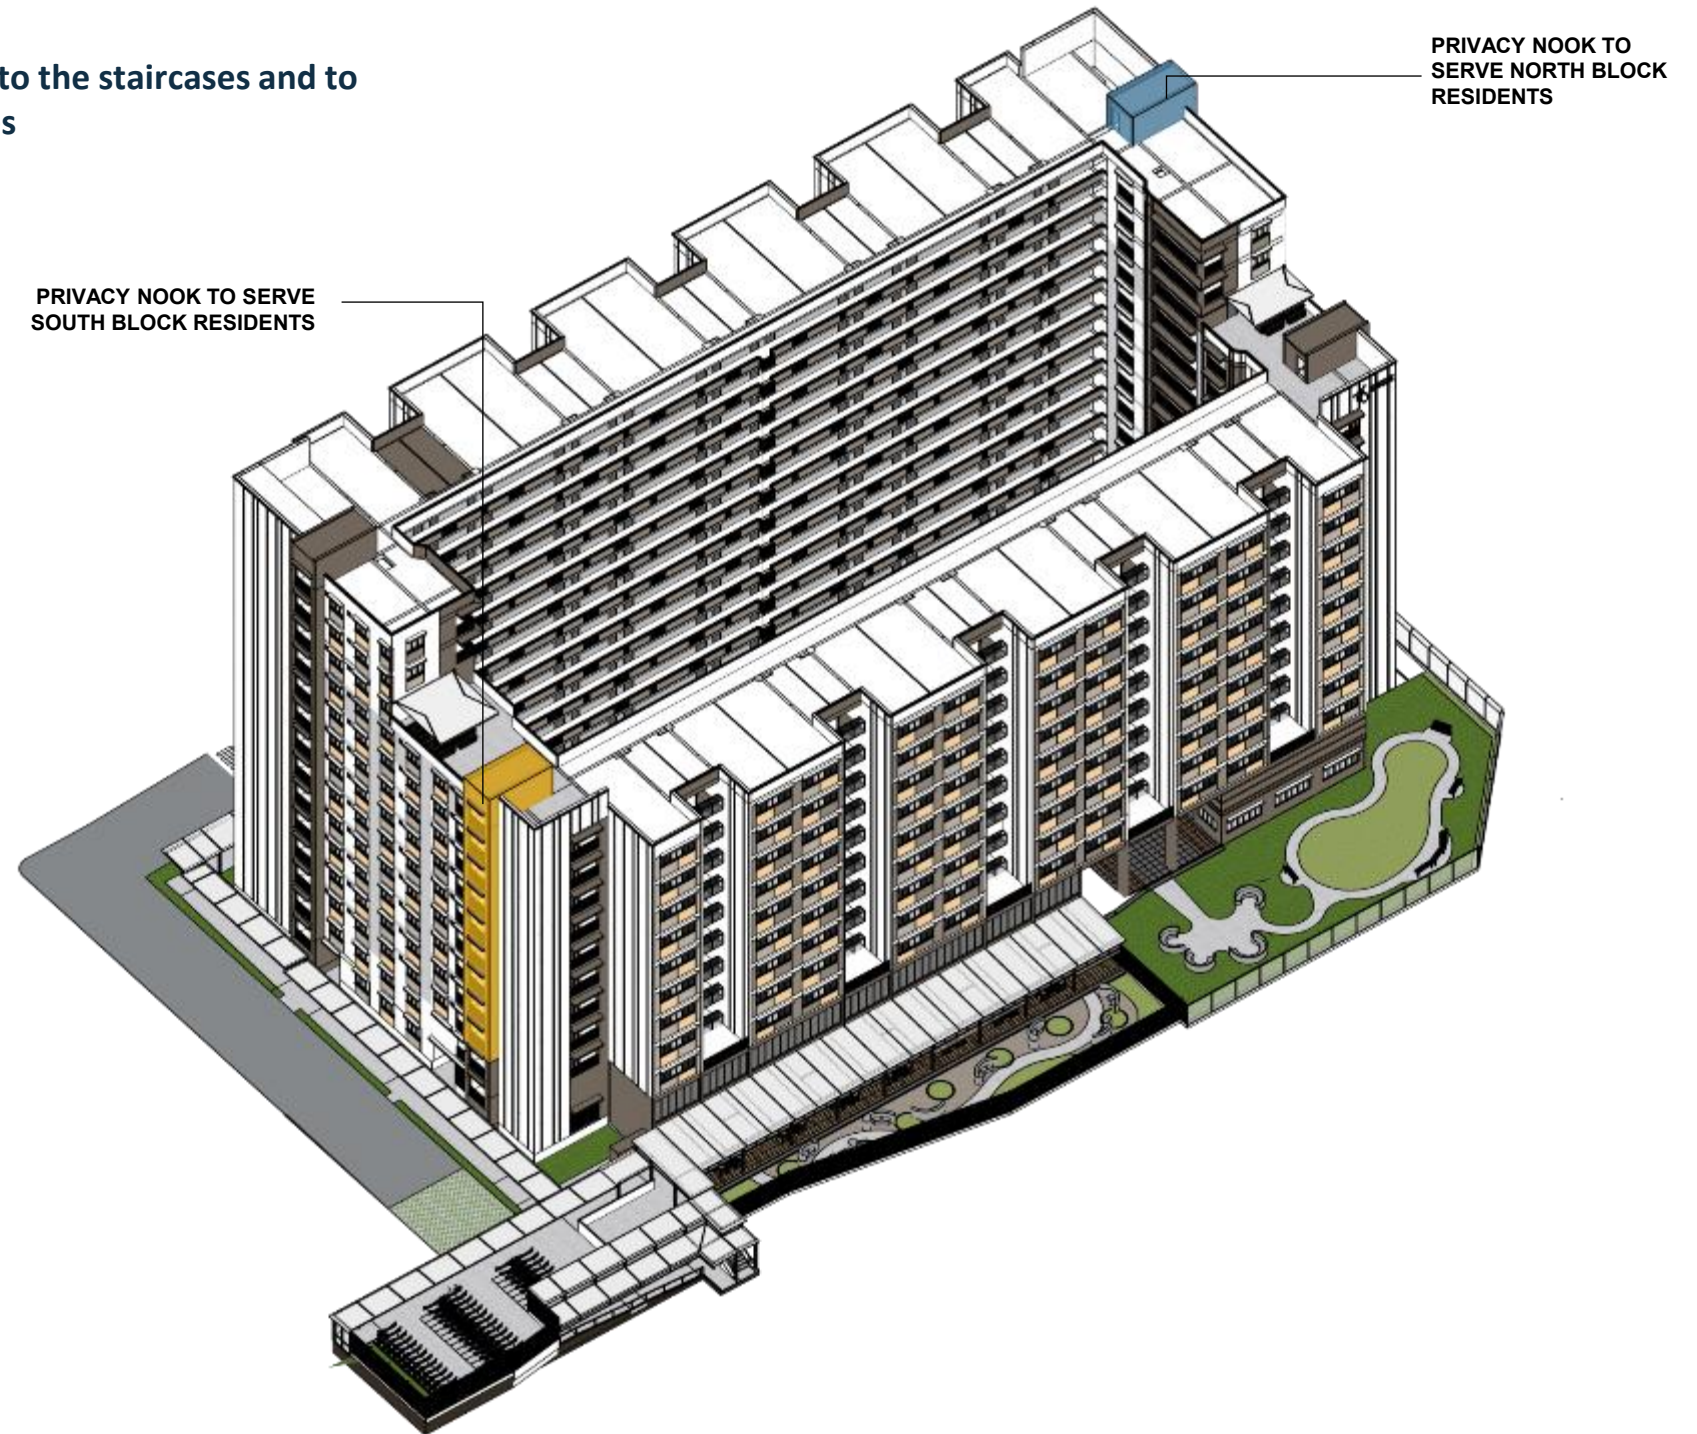 to the staircases and to
s
PRIVACY NOOK TO
SERVE NORTH BLOCK
RESIDENTS
PRIVACY NOOK TO SERVE
SOUTH BLOCK RESIDENTS